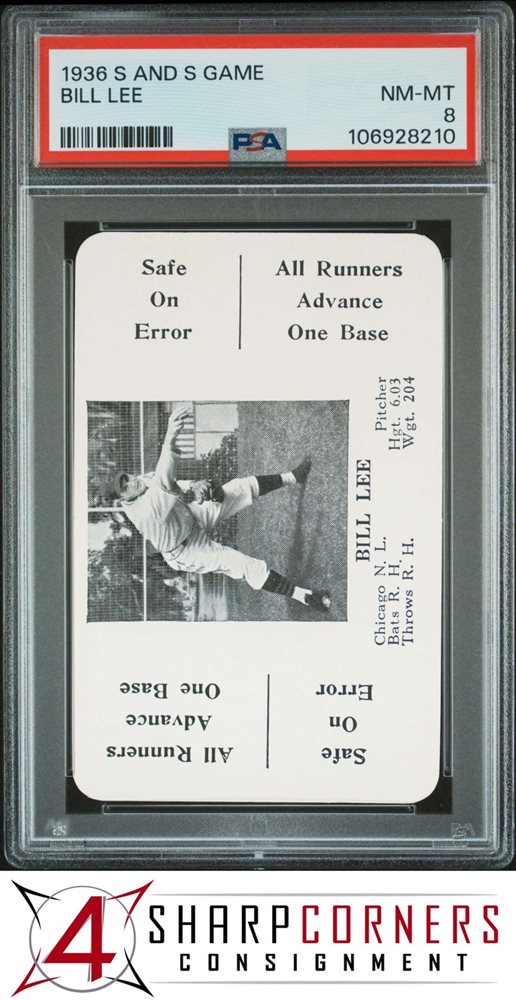 1936 S AND S GAME
BILL LEE
NM-MT
8
106928210
PSA
Safe
On
Error
All Runners
Advance
One Base
BILL LEE
Chicago N. L. Pitcher
Bats R. H. Hgt. 6.03
Throws R. H. Wgt. 204
Safe
On
Error
All Runners
Advance
One Base
PSA
4 SHARPCORNERS
CONSIGNMENT